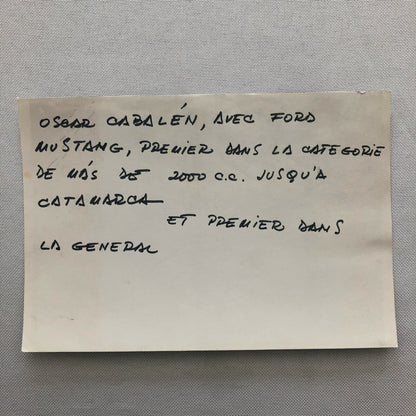 OSCAR CABALÉN, AVEC FORD
MUSTANG, PREMIER DANS LA CATEGORIE
DE MÁS DE 2000 C.C. JUSQU'A
CATAMARCA
ET PREMIER DANS
LA GENERAL